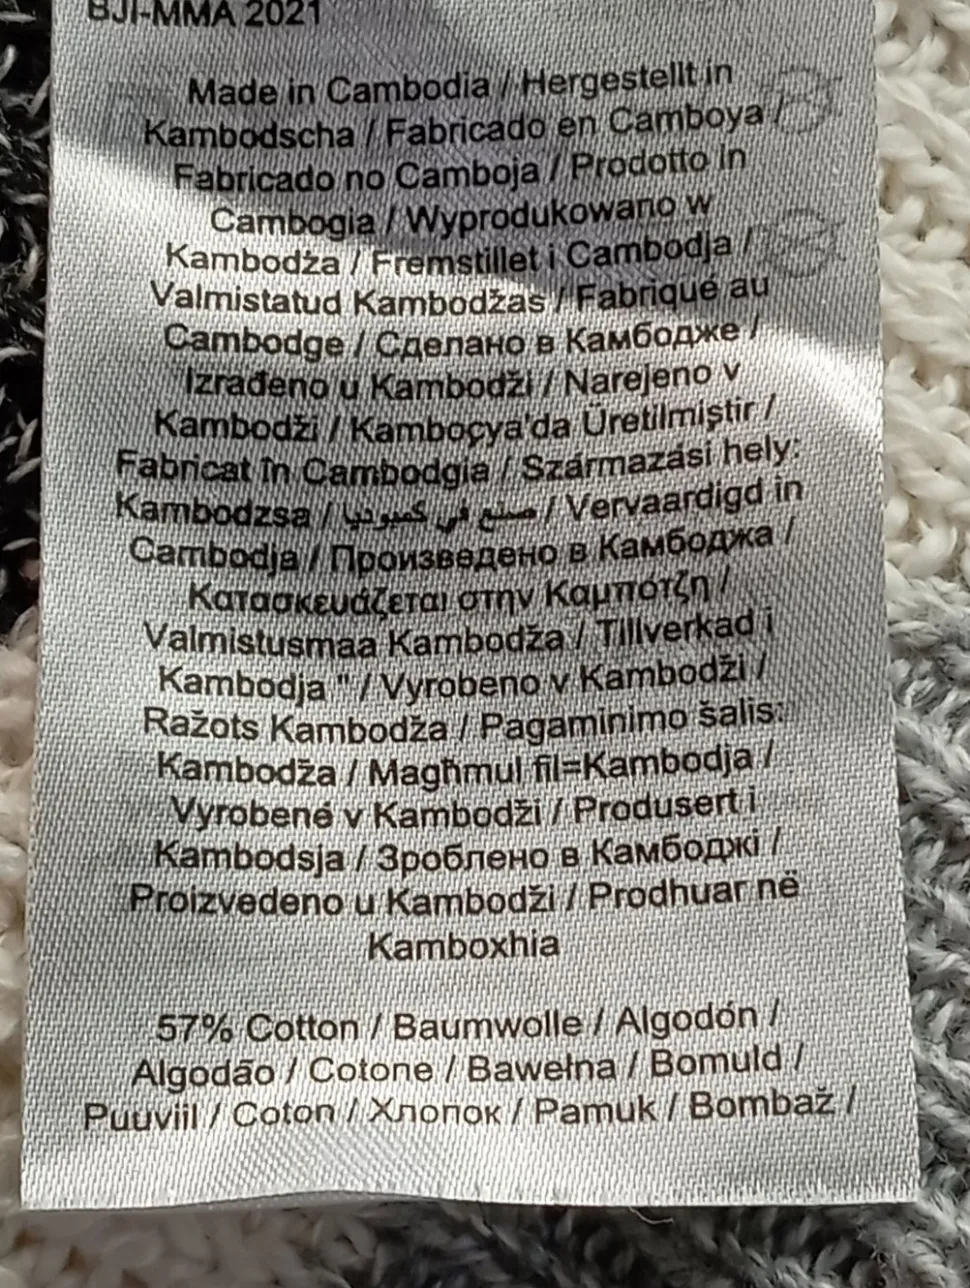 BJI-MMA 2021
Made in Cambodia / Hergestellt in
Kambodscha / Fabricado en Camboya /
Fabricado no Camboja / Prodotto in
Cambogia / Wyprodukowano w
Kambodża / Fremstillet i Cambodja /
Valmistatud Kambodžas / Fabriqué au
Cambodge / Сделано в Камбодже /
Izrađeno u Kambodži / Narejeno v
Kambodži / Kamboçya'da Üretilmiştir /
Fabricat în Cambodgia / Származási hely:
Kambodzsa / صنع في كمبوديا / Vervaardigd in
Cambodja / Произведено в Камбоджа /
Κατασκευάζεται στην Καμπότζη /
Valmistusmaa Kambodža / Tillverkad i
Kambodja " / Vyrobeno v Kambodži /
Ražots Kambodža / Pagaminimo šalis:
Kambodža / Magħmul fil=Kambodja /
Vyrobené v Kambodži / Produsert i
Kambodsja / Зроблено в Камбоджі /
Proizvedeno u Kambodži / Prodhuar në
Kamboxhia
57% Cotton / Baumwolle / Algodón /
Algodão / Cotone / Bawełna / Bomuld /
Puuviil / Coton / Хлопок / Pamuk / Bombaž /